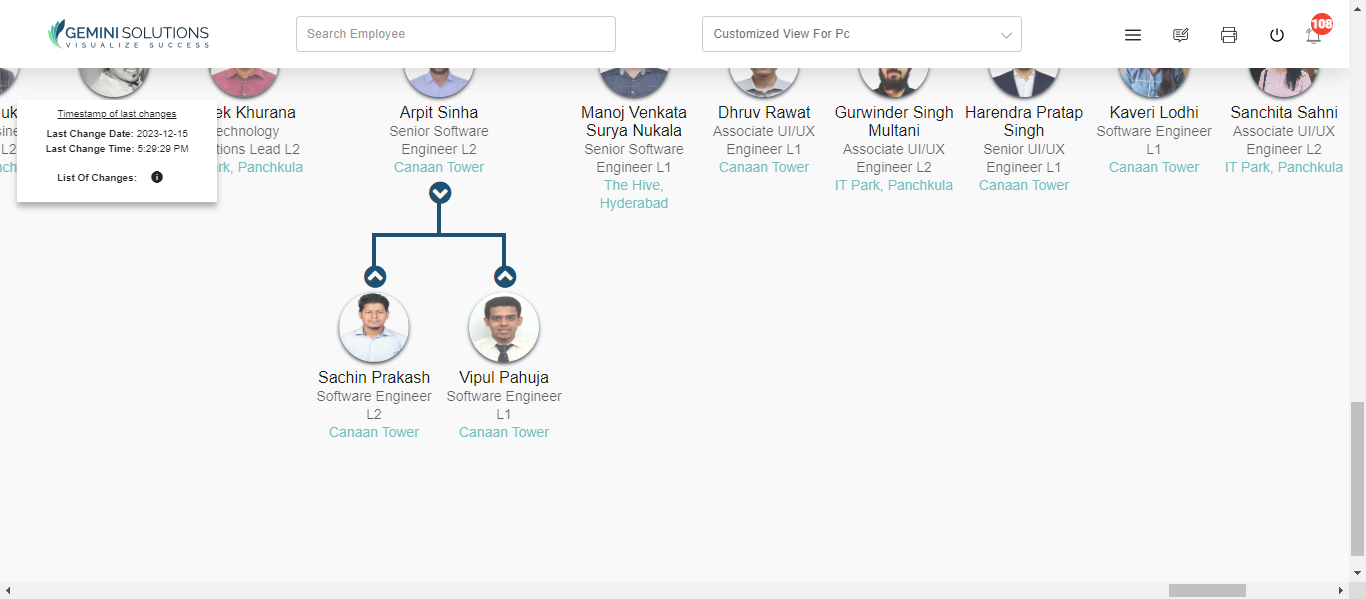 GEMINI SOLUTIONS
VISUALIZE SUCCESS
Search Employee
Customized View For Pc
108
Timestamp of last changes
Last Change Date: 2023-12-15
Last Change Time: 5:29:29 PM
List Of Changes:
ek Khurana
echnology
tions Lead L2
rk, Panchkula
Arpit Sinha
Senior Software
Engineer L2
Canaan Tower
Manoj Venkata
Surya Nukala
Senior Software
Engineer L1
The Hive,
Hyderabad
Dhruv Rawat
Associate UI/UX
Engineer L1
Canaan Tower
Gurwinder Singh
Multani
Associate UI/UX
Engineer L2
IT Park, Panchkula
Harendra Pratap
Singh
Senior UI/UX
Engineer L1
Canaan Tower
Kaveri Lodhi
Software Engineer
L1
Canaan Tower
Sanchita Sahni
Associate UI/UX
Engineer L2
IT Park, Panchkula
Sachin Prakash
Software Engineer
L2
Canaan Tower
Vipul Pahuja
Software Engineer
L1
Canaan Tower